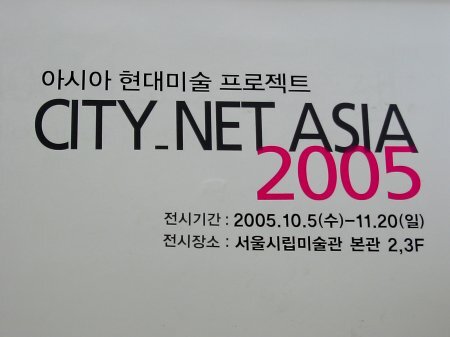 아시아 현대미술 프로젝트
CITY_NET ASIA
2005
전시기간 : 2005.10.5(수)-11.20(일)
전시장소 : 서울시립미술관 본관 2,3F